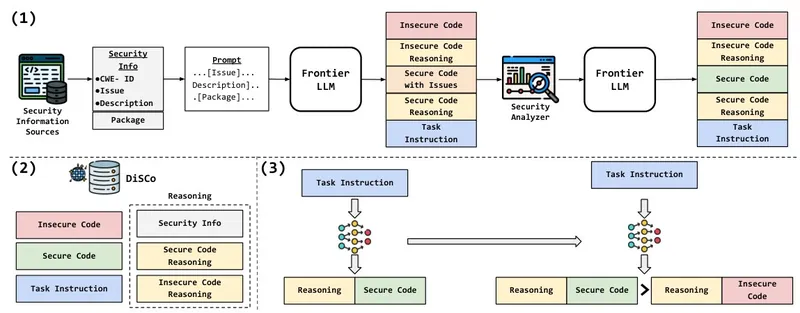 (1)
Security
Information
Sources
Security
Info
●CWE- ID
●Issue
●Description
Package
Prompt
...[Issue]...
Description]..
.[Package]...
Frontier
LLM
Insecure Code
Insecure Code
Reasoning
Secure Code
with Issues
Secure Code
Reasoning
Task
Instruction
Security
Analyzer
Frontier
LLM
Insecure Code
Insecure Code
Reasoning
Secure Code
Secure Code
Reasoning
Task
Instruction
(2)
DiSCo
Reasoning
Insecure Code
Security Info
Secure Code
Secure Code
Reasoning
Task Instruction
Insecure Code
Reasoning
(3)
Task Instruction
Task Instruction
Reasoning
Secure Code
Reasoning
Secure Code
>
Reasoning
Insecure
Code